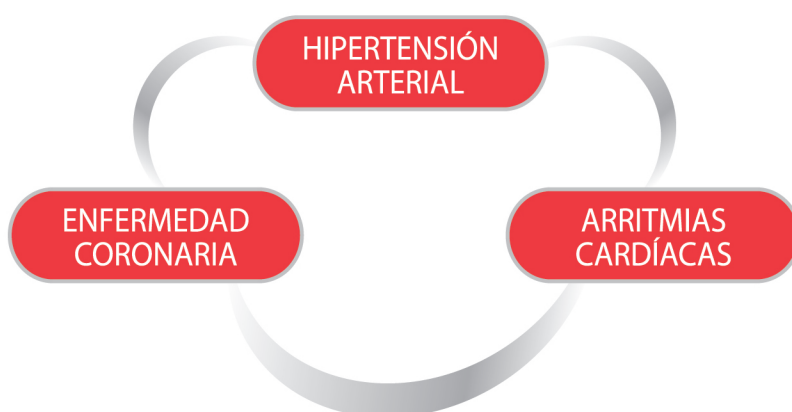 HIPERTENSIÓN
ARTERIAL
ENFERMEDAD
CORONARIA
ARRITMIAS
CARDÍACAS